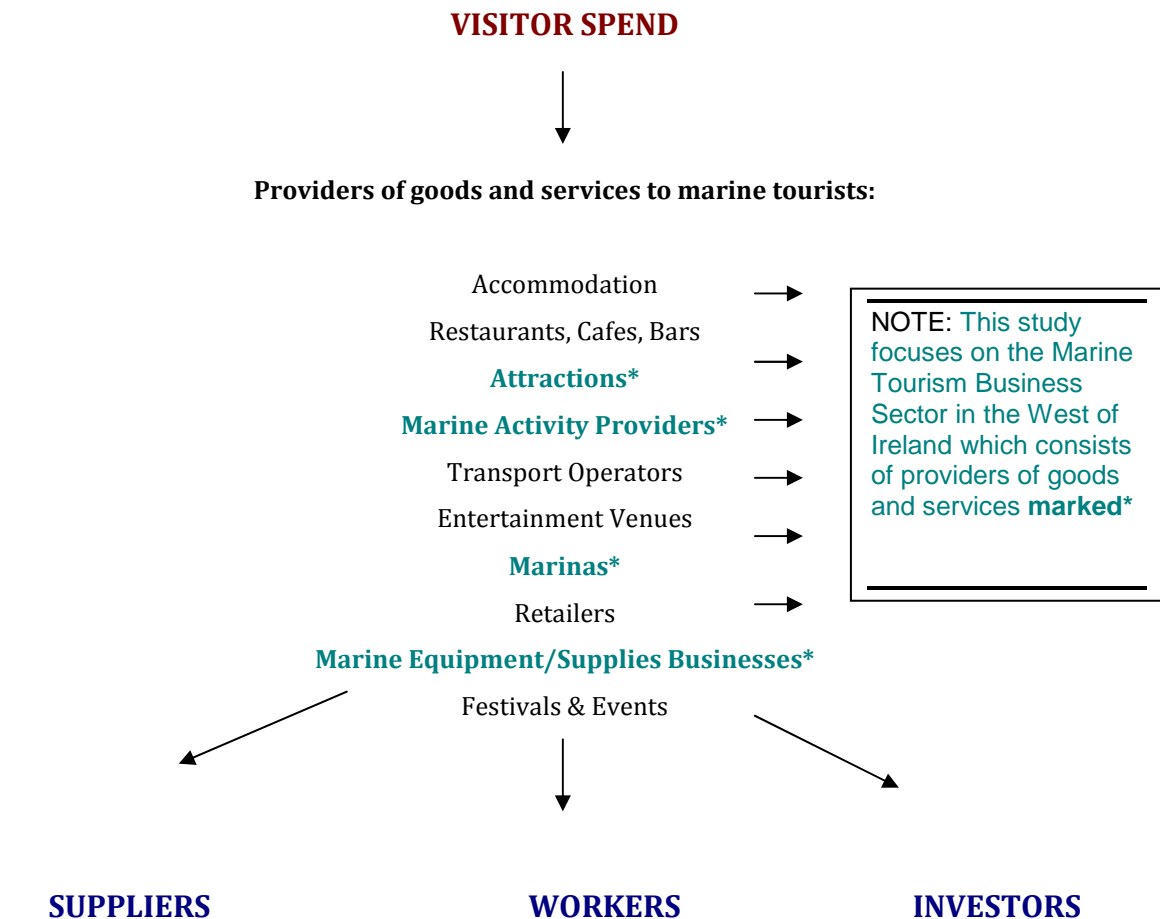 VISITOR SPEND
Providers of goods and services to marine tourists:
Accommodation
Restaurants, Cafes, Bars
Attractions*
Marine Activity Providers*
Transport Operators
Entertainment Venues
Marinas*
Retailers
Marine Equipment/Supplies Businesses*
Festivals & Events
NOTE: This study
focuses on the Marine
Tourism Business
Sector in the West of
Ireland which consists
of providers of goods
and services marked*
SUPPLIERS
WORKERS
INVESTORS